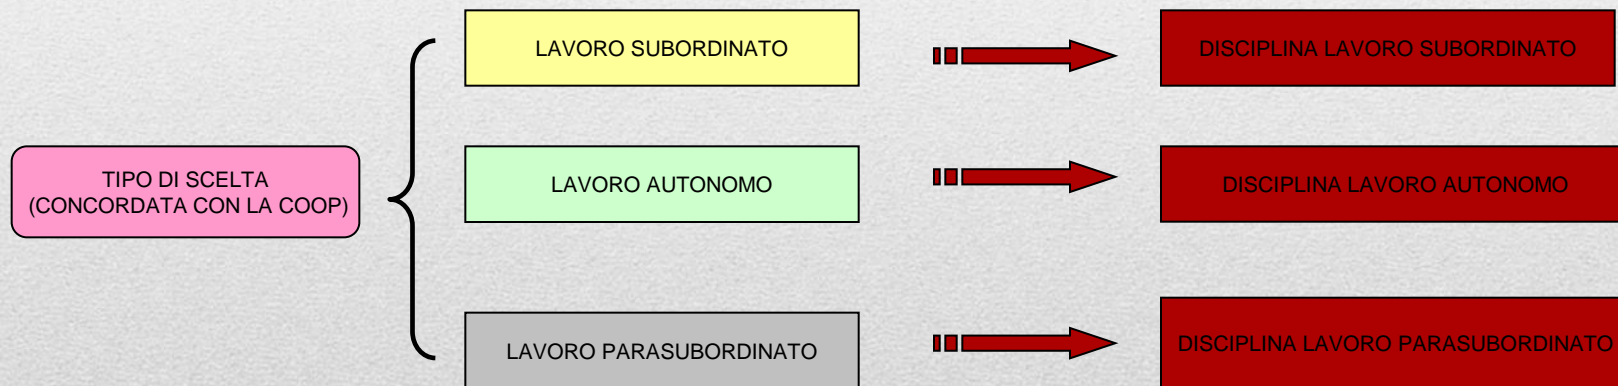 TIPO DI SCELTA
(CONCORDATA CON LA COOP)
LAVORO SUBORDINATO
DISCIPLINA LAVORO SUBORDINATO
LAVORO AUTONOMO
DISCIPLINA LAVORO AUTONOMO
LAVORO PARASUBORDINATO
DISCIPLINA LAVORO PARASUBORDINATO